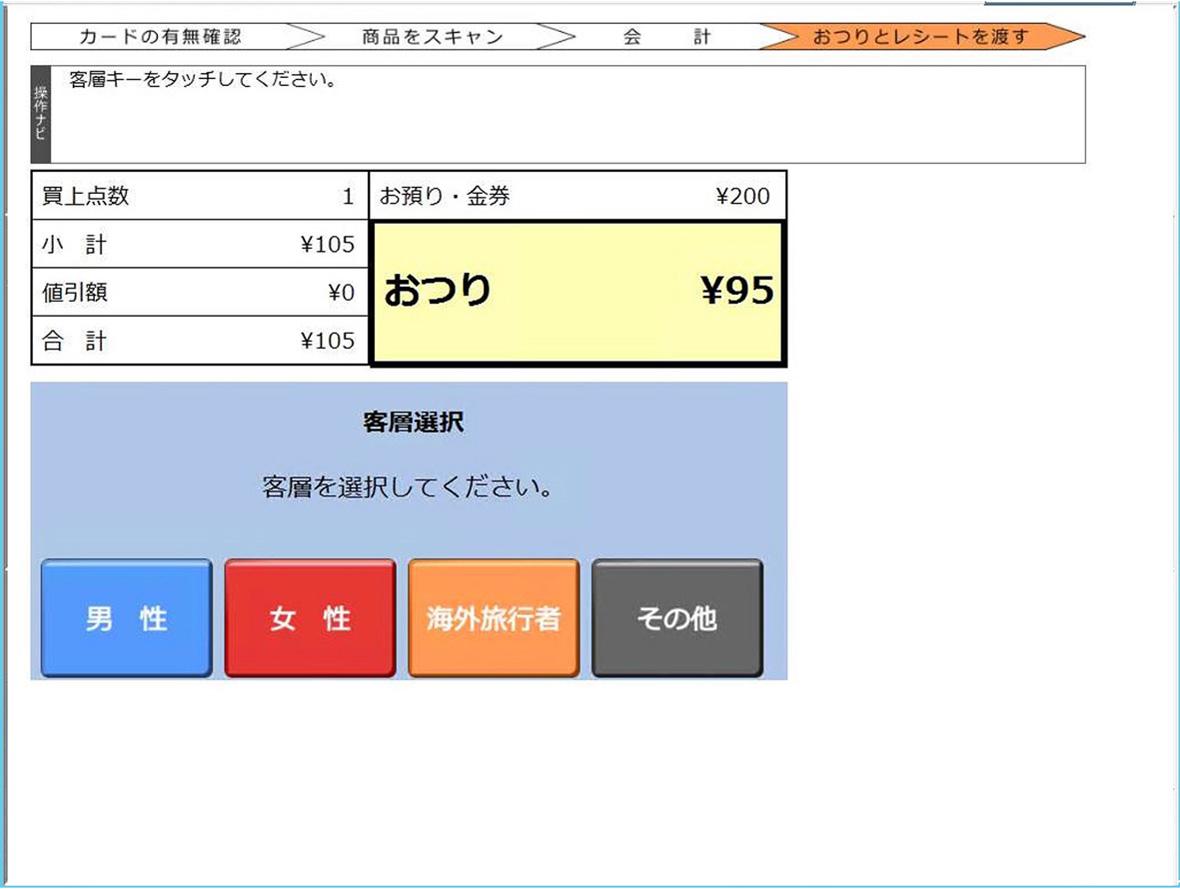 カードの有無確認
商品をスキャン
会　計
おつりとレシートを渡す
操作ナビ
客層キーをタッチしてください。
買上点数 1
お預り・金券 ¥200
小　計 ¥105
値引額 ¥0
合　計 ¥105
おつり ¥95
客層選択
客層を選択してください。
男　性
女　性
海外旅行者
その他